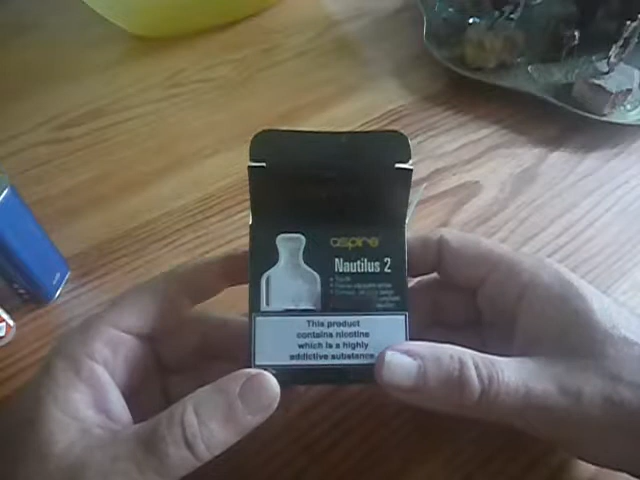 aspire
Nautilus 2
This product
contains nicotine
which is a highly
addictive substance.